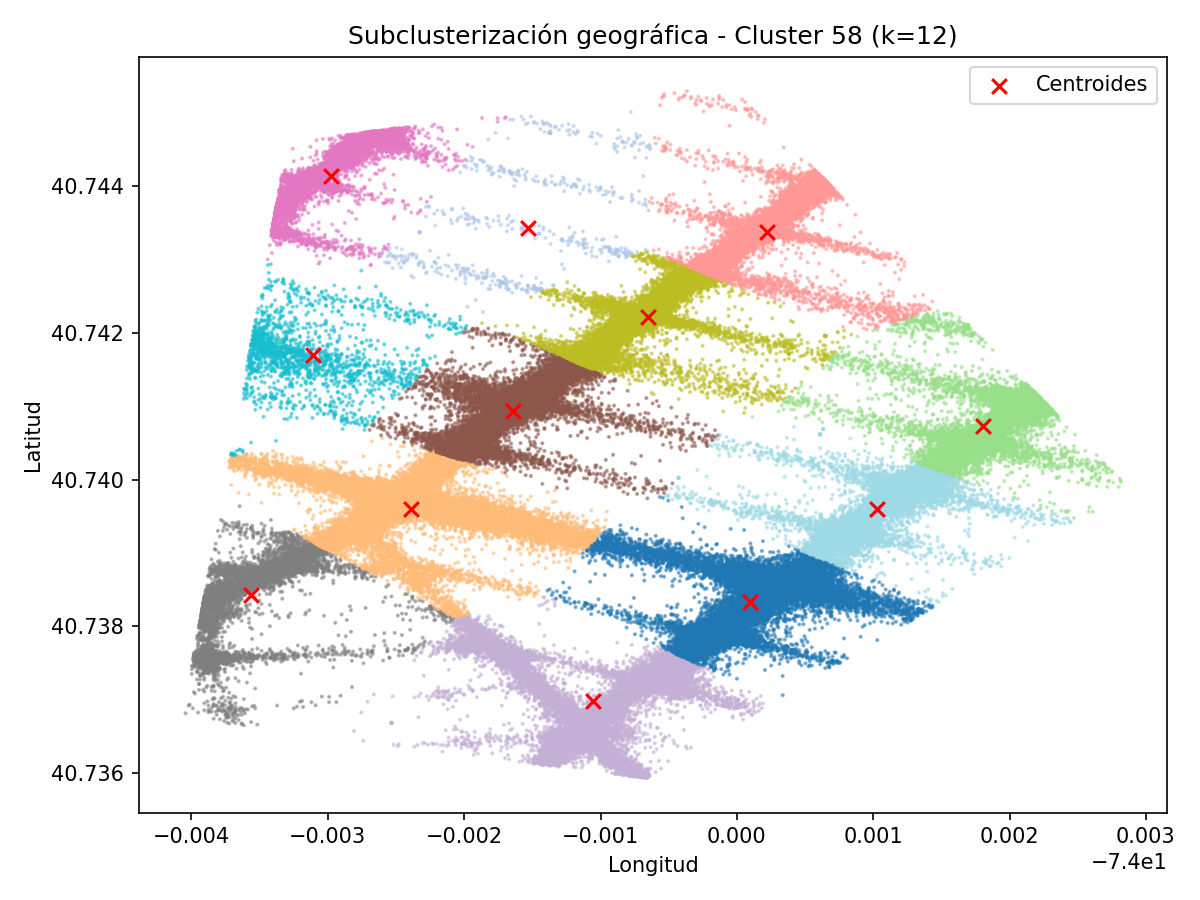 Subclusterización geográfica - Cluster 58 (k=12)
Centroides
40.744
40.742
40.740
40.738
40.736
Latitud
−0.004 −0.003 −0.002 −0.001 0.000 0.001 0.002 0.003
−7.4e1
Longitud